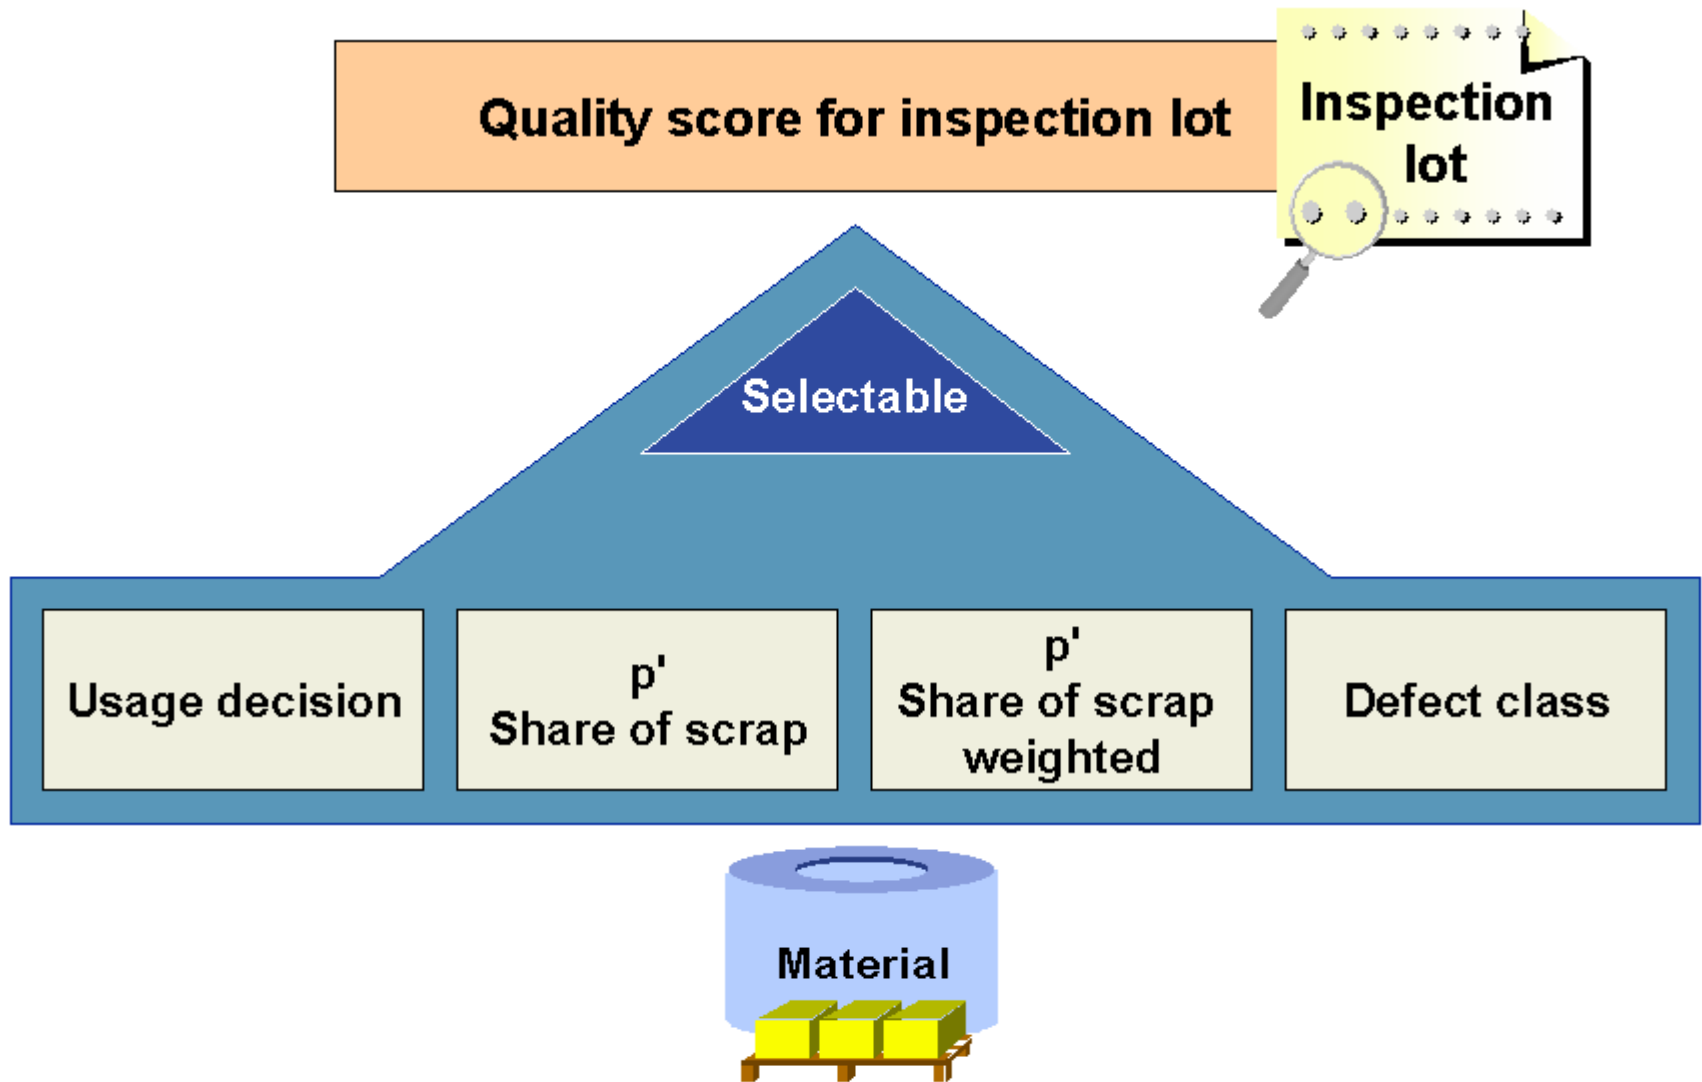 Quality score for inspection lot
Inspection
lot
Selectable
Usage decision
p'
Share of scrap
p'
Share of scrap
weighted
Defect class
Material